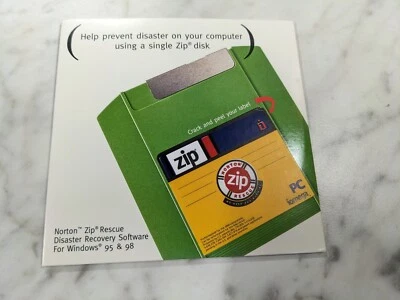 Help prevent disaster on your computer
using a single Zip® disk
Crack and peel your label
zip
NORTON
zip
RESCUE
PC
Iomega
Norton™ Zip® Rescue
Disaster Recovery Software
For Windows® 95 & 98